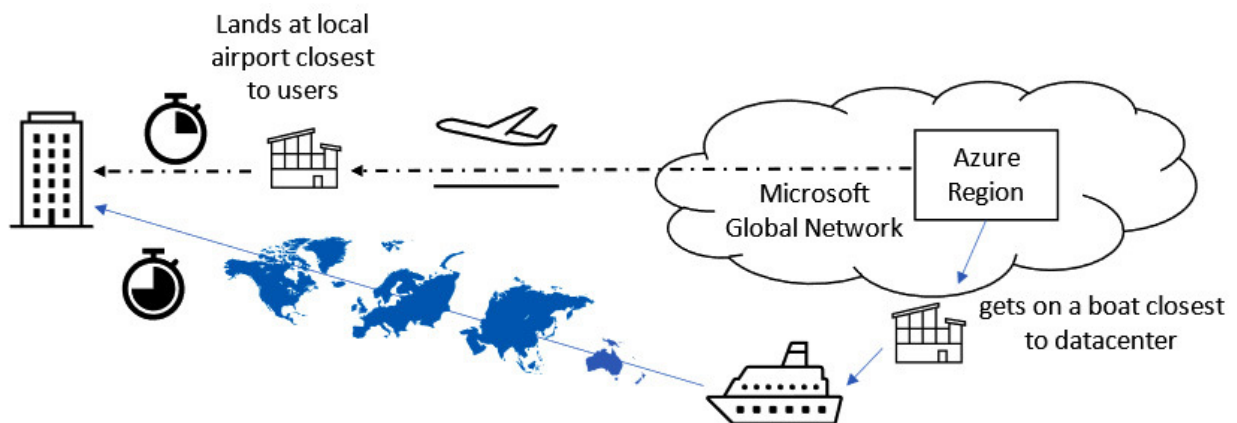 Lands at local
airport closest
to users
Azure
Region
Microsoft
Global Network
gets on a boat closest
to datacenter